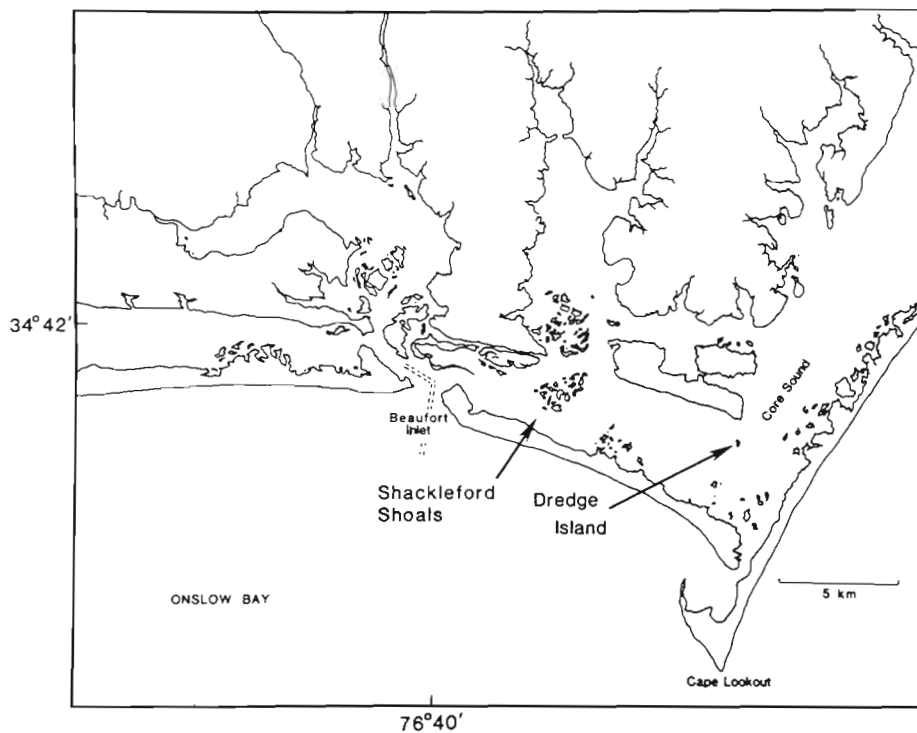 34°42′
Core Sound
Beaufort
Inlet
Shackleford
Shoals
Dredge
Island
5 km
ONSLOW BAY
Cape Lookout
76°40′